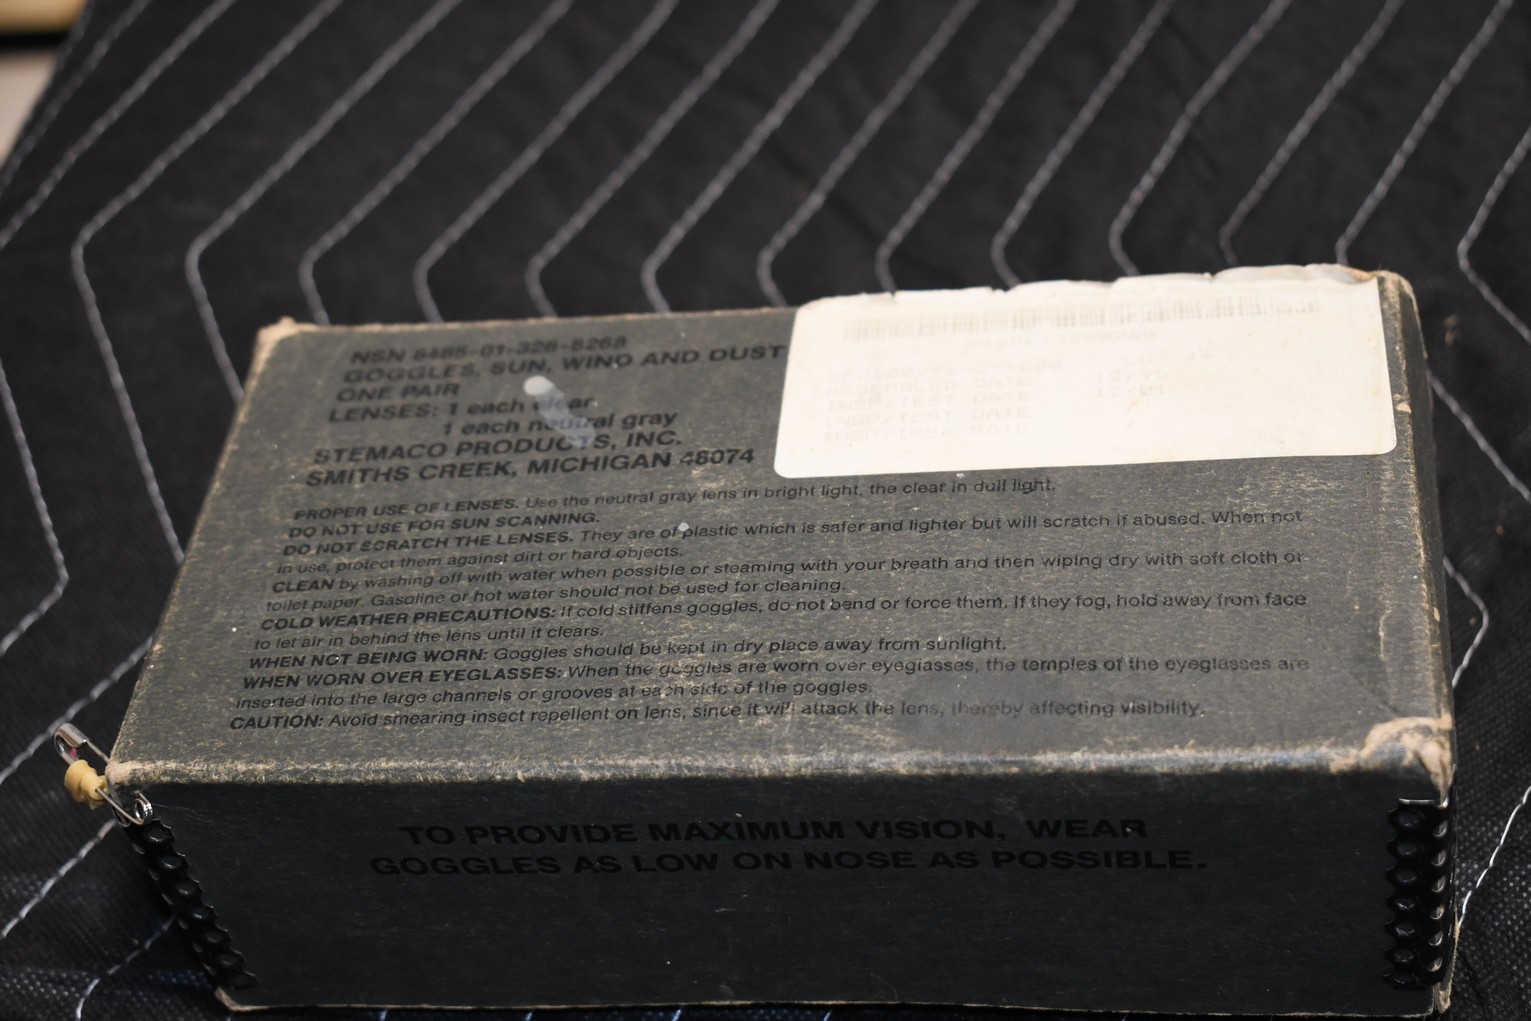 NSN 8465-01-328-8268
GOGGLES, SUN, WIND AND DUST
ONE PAIR
LENSES: 1 each clear
1 each neutral gray
STEMACO PRODUCTS, INC.
SMITHS CREEK, MICHIGAN 48074
ASSEMBLED DATE
INSP/TEST DATE
INSP/TEST DATE
INSP/TEST DATE
PROPER USE OF LENSES. Use the neutral gray lens in bright light, the clear in dull light.
DO NOT USE FOR SUN SCANNING.
DO NOT SCRATCH THE LENSES. They are of plastic which is safer and lighter but will scratch if abused. When not
in use, protect them against dirt or hard objects.
CLEAN by washing off with water when possible or steaming with your breath and then wiping dry with soft cloth or
toilet paper. Gasoline or hot water should not be used for cleaning.
COLD WEATHER PRECAUTIONS: If cold stiffens goggles, do not bend or force them. If they fog, hold away from face
to let air in behind the lens until it clears.
WHEN NOT BEING WORN: Goggles should be kept in dry place away from sunlight.
WHEN WORN OVER EYEGLASSES: When the goggles are worn over eyeglasses, the temples of the eyeglasses are
inserted into the large channels or grooves at each side of the goggles.
CAUTION: Avoid smearing insect repellent on lens, since it will attack the lens, thereby affecting visibility.
TO PROVIDE MAXIMUM VISION, WEAR
GOGGLES AS LOW ON NOSE AS POSSIBLE.